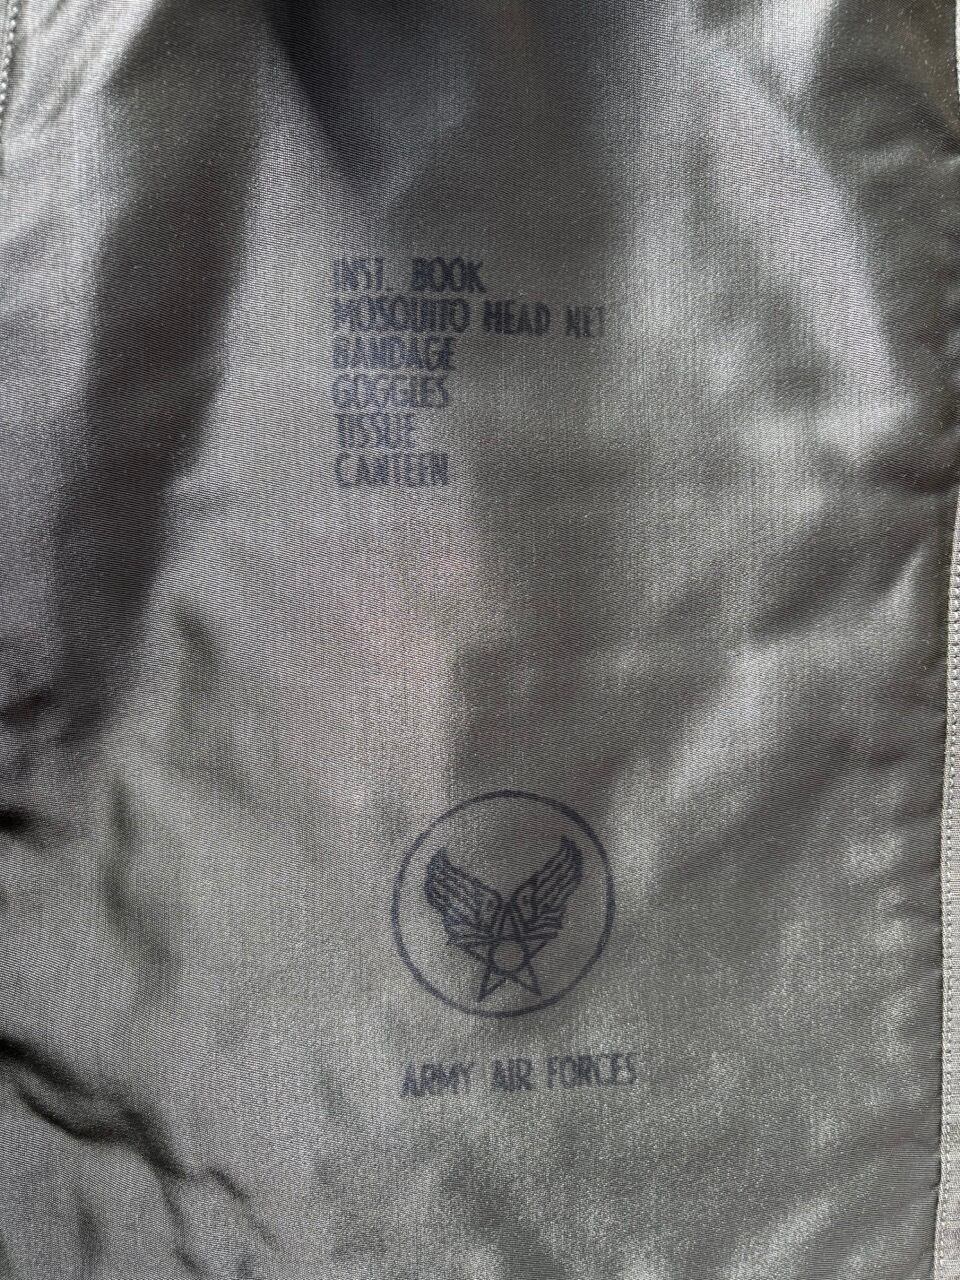 INST. BOOK
MOSQUITO HEAD NET
BANDAGE
GOGGLES
TISSUE
CANTEEN
ARMY AIR FORCES